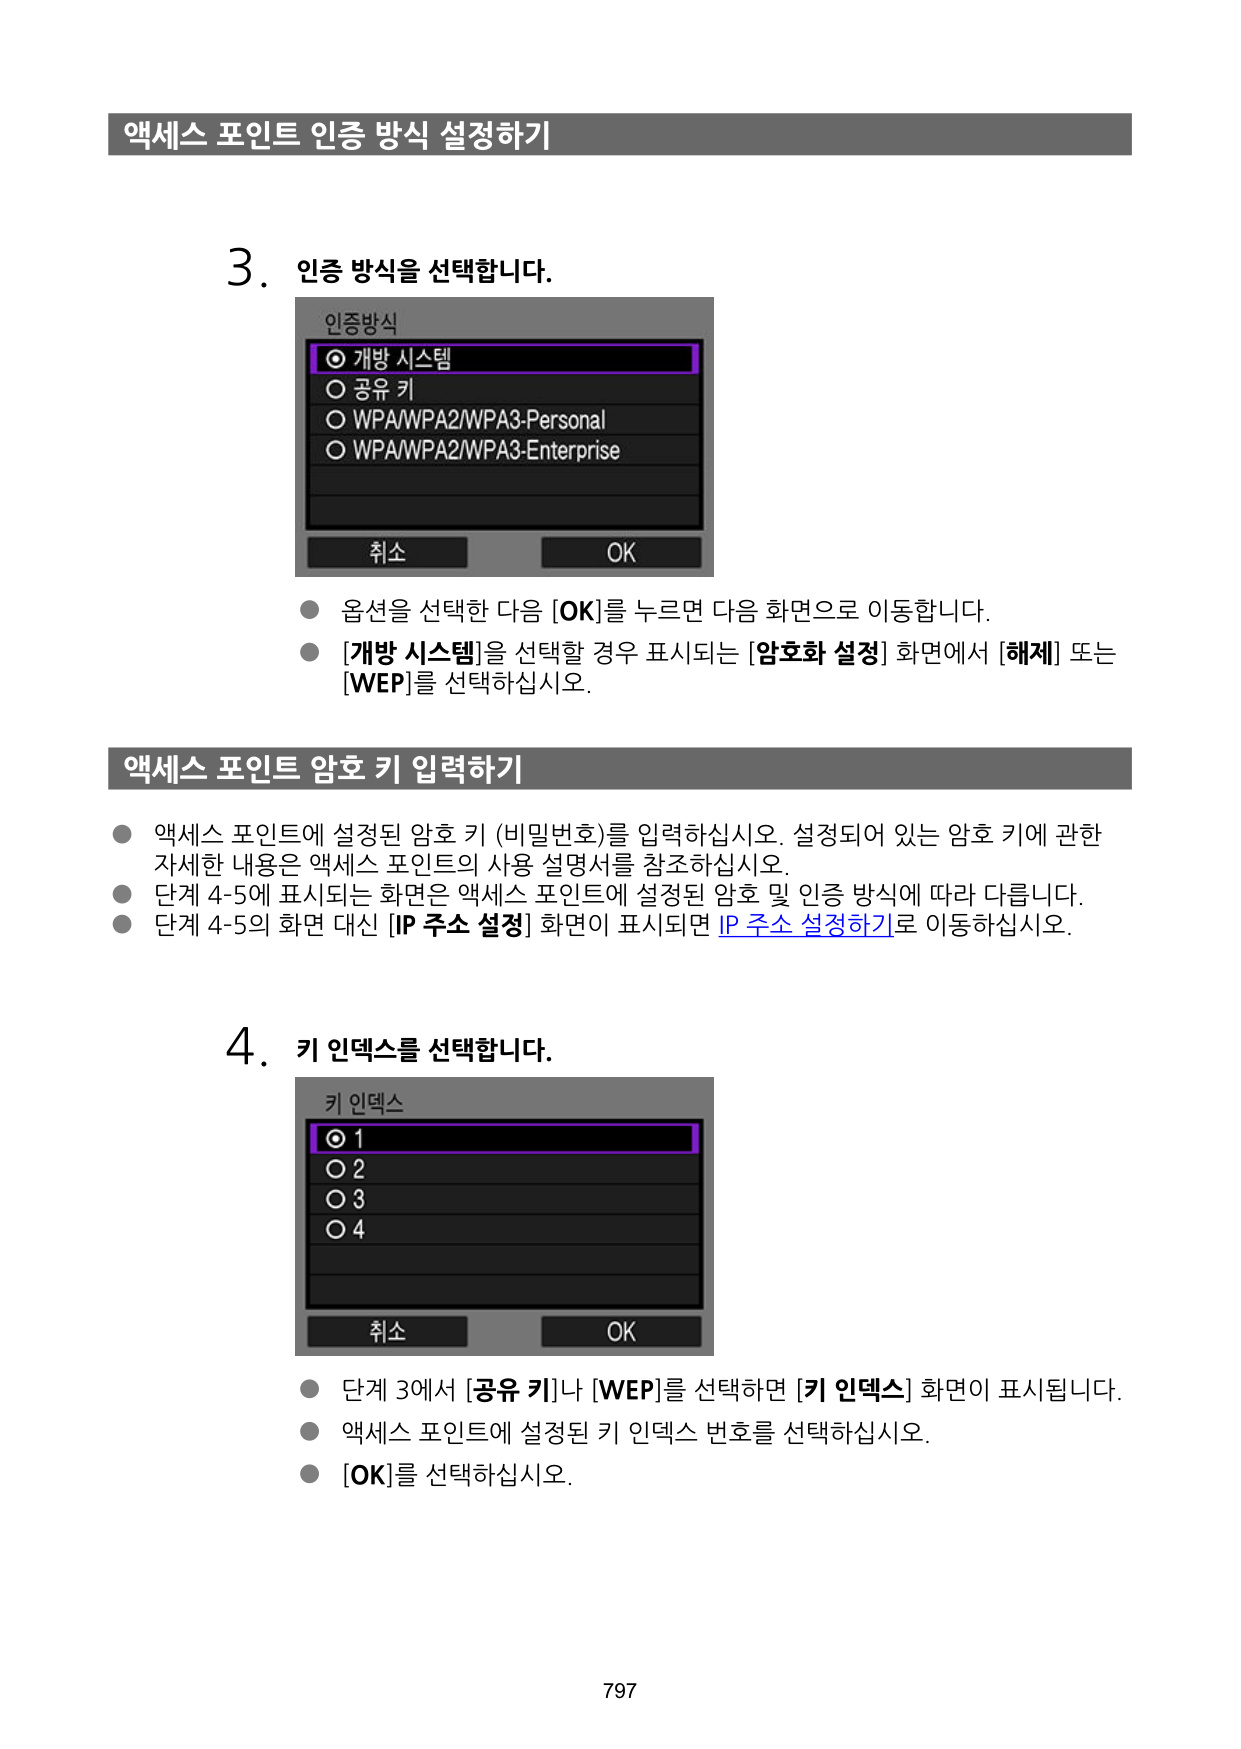 액세스 포인트 인증 방식 설정하기
3. 인증 방식을 선택합니다.
인증방식
개방 시스템
공유 키
WPA/WPA2/WPA3-Personal
WPA/WPA2/WPA3-Enterprise
취소 OK
● 옵션을 선택한 다음 [OK]를 누르면 다음 화면으로 이동합니다.
● [개방 시스템]을 선택할 경우 표시되는 [암호화 설정] 화면에서 [해제] 또는
[WEP]를 선택하십시오.
액세스 포인트 암호 키 입력하기
● 액세스 포인트에 설정된 암호 키 (비밀번호)를 입력하십시오. 설정되어 있는 암호 키에 관한
자세한 내용은 액세스 포인트의 사용 설명서를 참조하십시오.
● 단계 4-5에 표시되는 화면은 액세스 포인트에 설정된 암호 및 인증 방식에 따라 다릅니다.
● 단계 4-5의 화면 대신 [IP 주소 설정] 화면이 표시되면 IP 주소 설정하기로 이동하십시오.
4. 키 인덱스를 선택합니다.
키 인덱스
1
2
3
4
취소 OK
● 단계 3에서 [공유 키]나 [WEP]를 선택하면 [키 인덱스] 화면이 표시됩니다.
● 액세스 포인트에 설정된 키 인덱스 번호를 선택하십시오.
● [OK]를 선택하십시오.
797